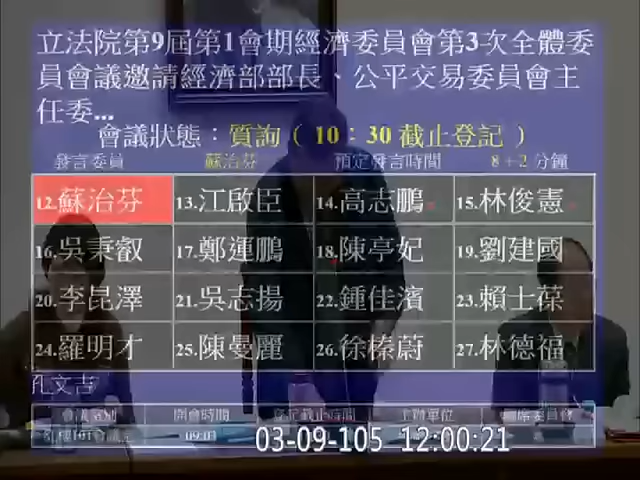 立法院第9屆第1會期經濟委員會第3次全體委
員會議邀請經濟部部長、公平交易委員會主
任委...
會議狀態：質詢（10：30截止登記）
發言委員 蘇治芬 預定發言時間 8+2分鐘
12.蘇治芬 13.江啟臣 14.高志鵬 15.林俊憲
16.吳秉叡 17.鄭運鵬 18.陳亭妃 19.劉建國
20.李昆澤 21.吳志揚 22.鍾佳濱 23.賴士葆
24.羅明才 25.陳曼麗 26.徐榛蔚 27.林德福
孔文吉
會議室別 開會時間 登記截止時間 主辦單位
09:03
03-09-105 12:00:21